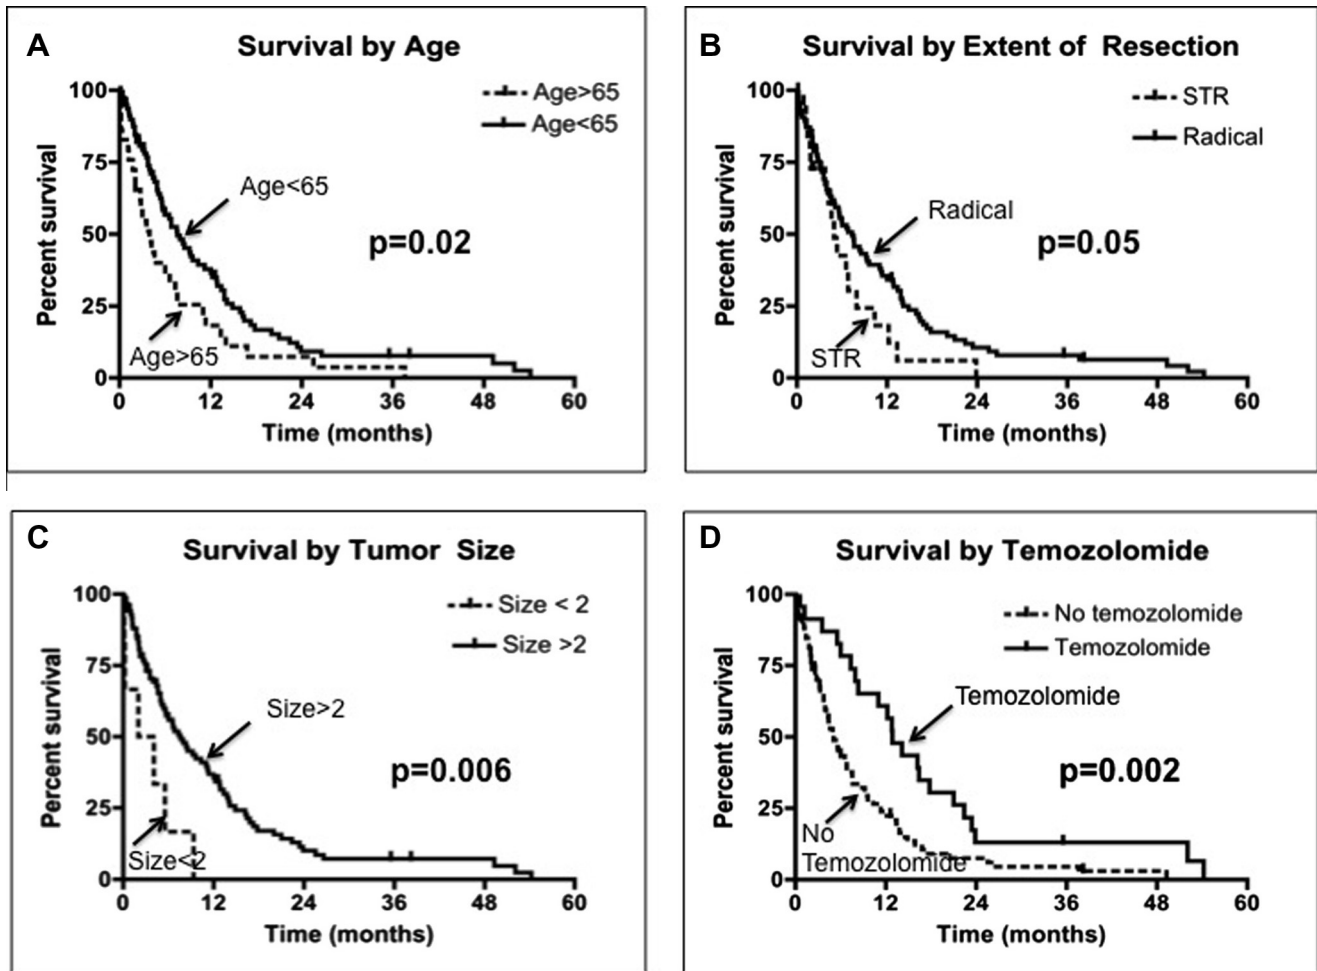 A
Survival by Age
Age>65
Age<65
Age<65
p=0.02
Age>65
Percent survival
100
75
50
25
0
0 12 24 36 48 60
Time (months)
B
Survival by Extent of Resection
STR
Radical
Radical
p=0.05
STR
Percent survival
100
75
50
25
0
0 12 24 36 48 60
Time (months)
C
Survival by Tumor Size
Size < 2
Size >2
Size>2
p=0.006
Size<2
Percent survival
100
75
50
25
0
0 12 24 36 48 60
Time (months)
D
Survival by Temozolomide
No temozolomide
Temozolomide
Temozolomide
p=0.002
No
Temozolomide
Percent survival
100
75
50
25
0
0 12 24 36 48 60
Time (months)